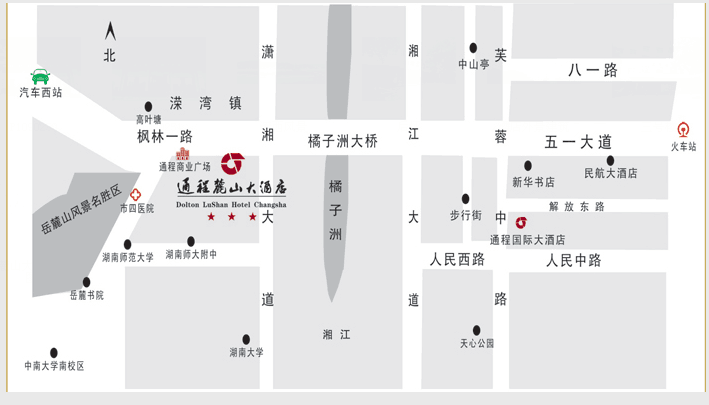 北
汽车西站
高叶塘
溁湾镇
枫林一路
通程商业广场
通程麓山大酒店
Dolton LuShan Hotel Changsha
岳麓山风景名胜区
市四医院
湖南师范大学
湖南师大附中
岳麓书院
中南大学南校区
湖南大学
潇湘大道
橘子洲大桥
橘子洲
湘江
湘江大道
中山亭
芙蓉中路
八一路
五一大道
火车站
新华书店
民航大酒店
步行街
解放东路
通程国际大酒店
人民西路
人民中路
天心公园